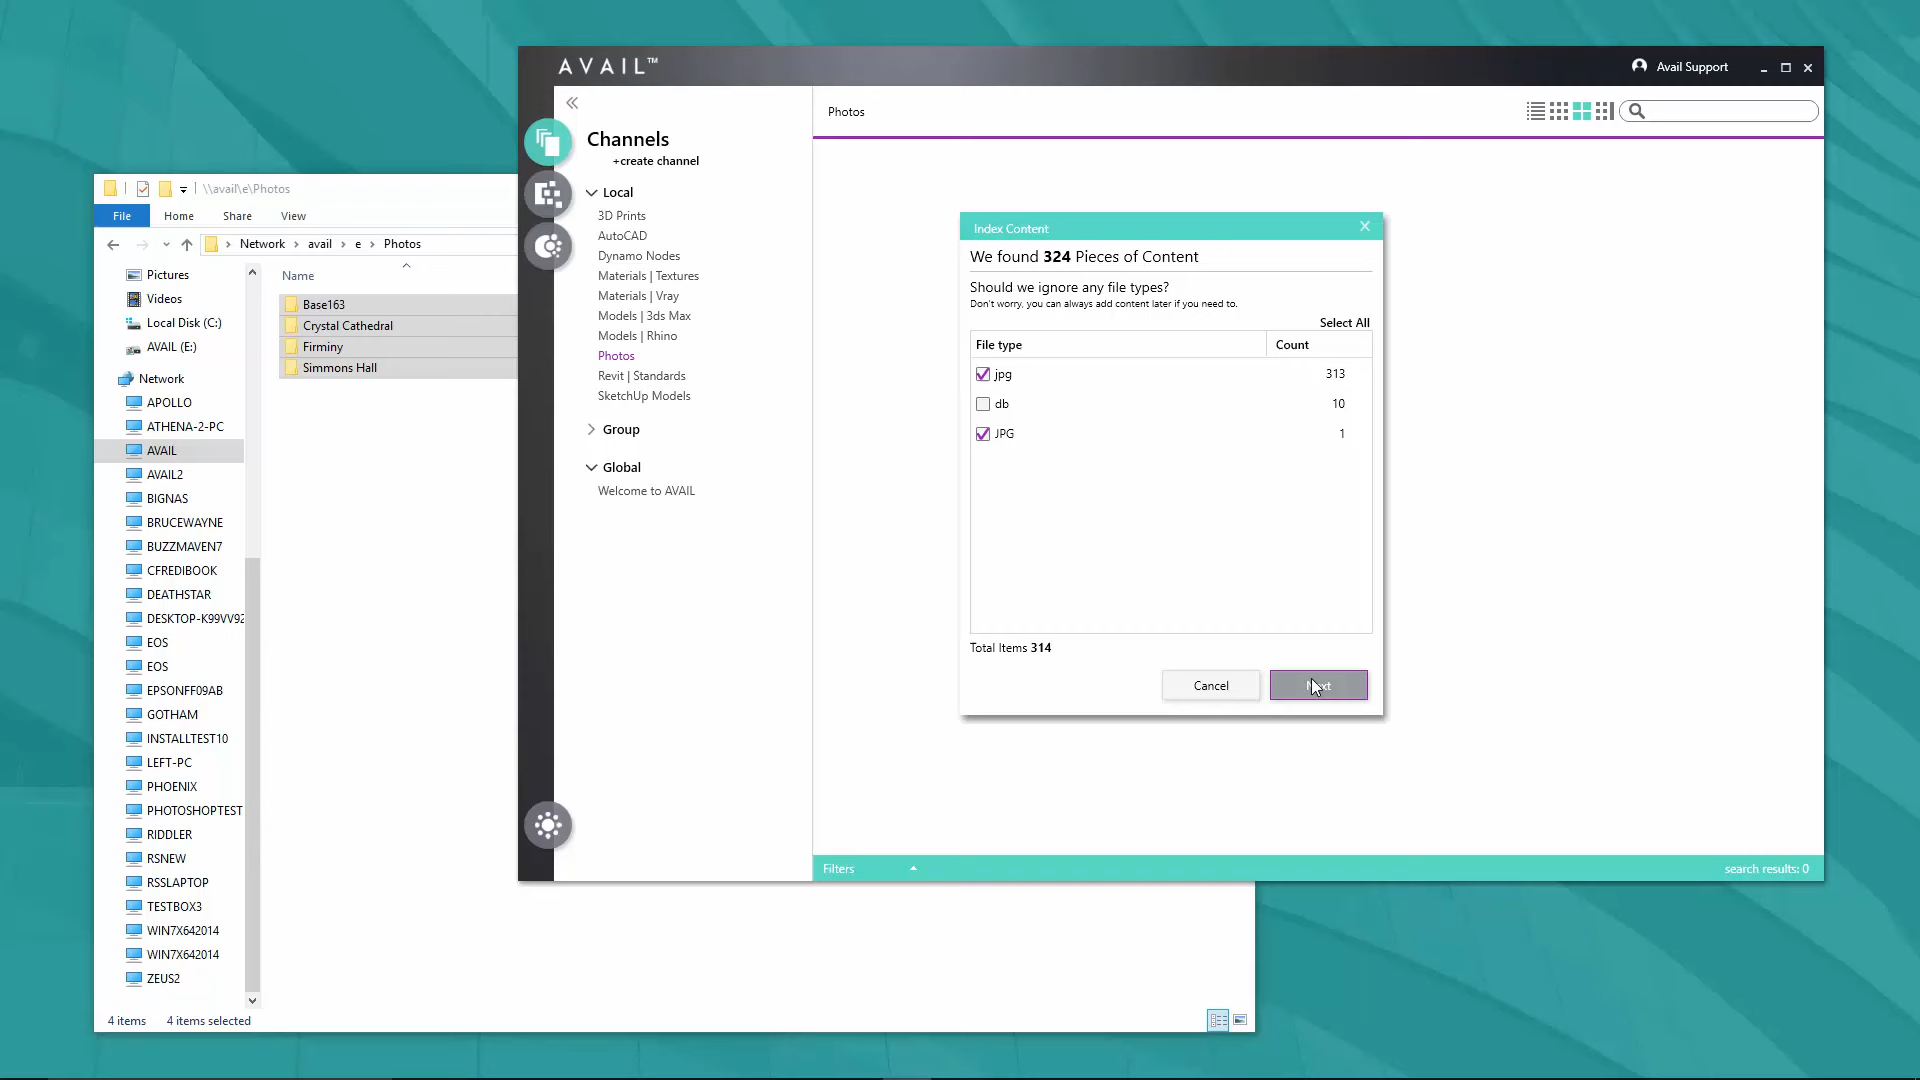 AVAIL™
Avail Support
Photos
Channels
+create channel
Local
3D Prints
AutoCAD
Dynamo Nodes
Materials | Textures
Materials | Vray
Models | 3ds Max
Models | Rhino
Photos
Revit | Standards
SketchUp Models
Group
Global
Welcome to AVAIL
Index Content
We found 324 Pieces of Content
Should we ignore any file types?
Don't worry, you can always add content later if you need to.
Select All
File type Count
jpg 313
db 10
JPG 1
Total Items 314
Cancel
Next
Filters
search results: 0
\\avail\e\Photos
File Home Share View
Network avail e Photos
Name
Base163
Crystal Cathedral
Firminy
Simmons Hall
Pictures
Videos
Local Disk (C:)
AVAIL (E:)
Network
APOLLO
ATHENA-2-PC
AVAIL
AVAIL2
BIGNAS
BRUCEWAYNE
BUZZMAVEN7
CFREDIBOOK
DEATHSTAR
DESKTOP-K99VV92
EOS
EOS
EPSONFF09AB
GOTHAM
INSTALLTEST10
LEFT-PC
PHOENIX
PHOTOSHOPTEST
RIDDLER
RSNEW
RSSLAPTOP
TESTBOX3
WIN7X642014
WIN7X642014
ZEUS2
4 items 4 items selected